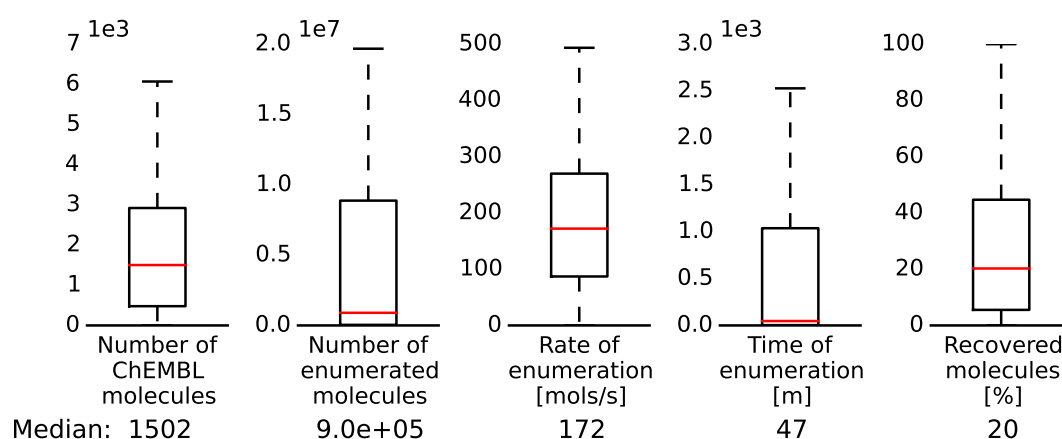 1e3
7
6
5
4
3
2
1
0
Number of
ChEMBL
molecules
1e7
2.0
1.5
1.0
0.5
0.0
Number of
enumerated
molecules
500
400
300
200
100
0
Rate of
enumeration
[mols/s]
1e3
3.0
2.5
2.0
1.5
1.0
0.5
0.0
Time of
enumeration
[m]
100
80
60
40
20
0
Recovered
molecules
[%]
Median: 1502 9.0e+05 172 47 20